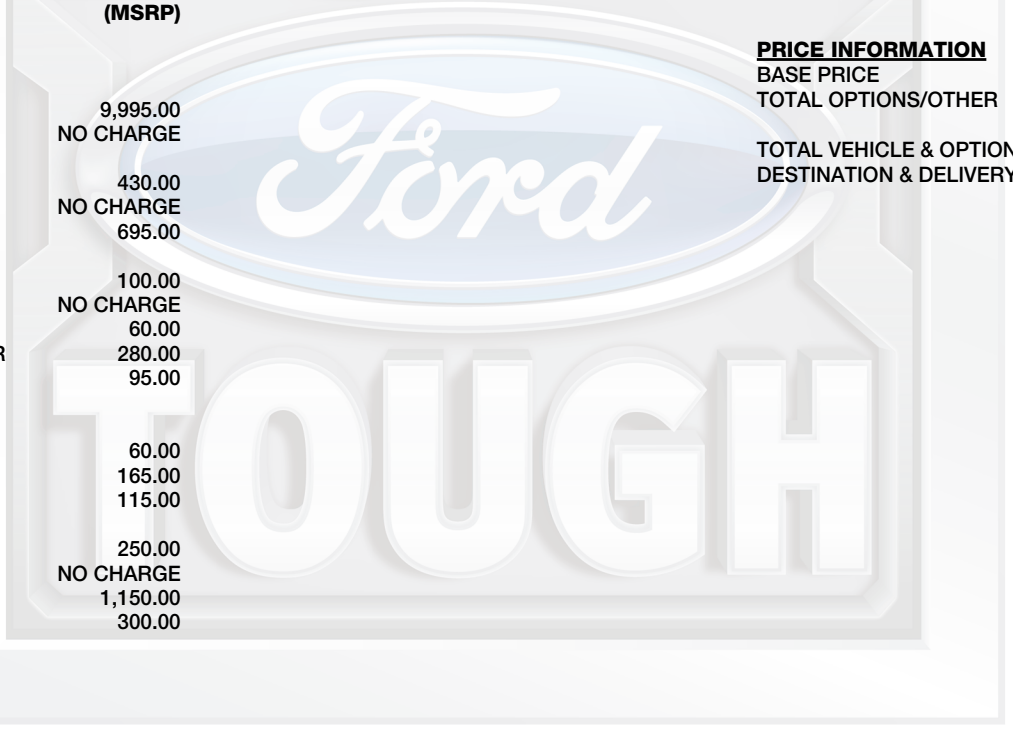 (MSRP)
9,995.00
NO CHARGE
430.00
NO CHARGE
695.00
100.00
NO CHARGE
60.00
R 280.00
95.00
60.00
165.00
115.00
250.00
NO CHARGE
1,150.00
300.00
PRICE INFORMATION
BASE PRICE
TOTAL OPTIONS/OTHER
TOTAL VEHICLE & OPTION
DESTINATION & DELIVERY
Ford
TOUGH